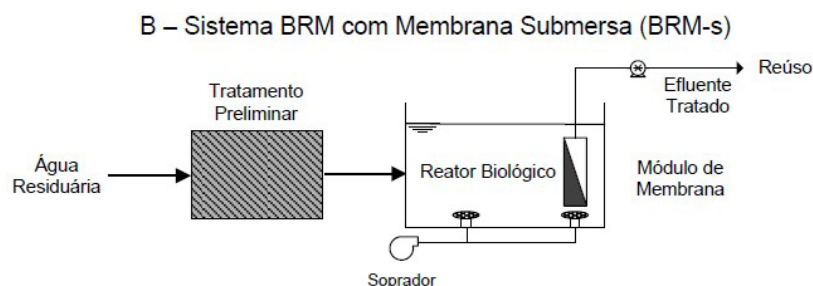 B – Sistema BRM com Membrana Submersa (BRM-s)
Tratamento
Preliminar
Água
Residuária
Reator Biológico
Efluente
Tratado
Reúso
Módulo de
Membrana
Soprador